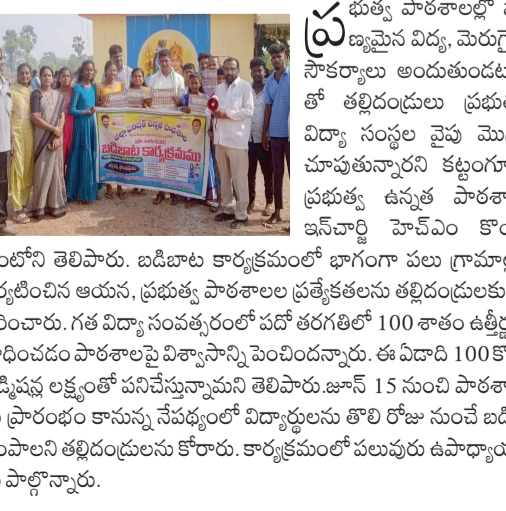 బడిబాట కార్యక్రమము
ప్రభుత్వ పాఠశాలల్లో
ణ్యమైన విద్య, మెరుగై
సౌకర్యాలు అందుతుండట
తో తల్లిదండ్రులు ప్రభుత
విద్యా సంస్థల వైపు మొ
చూపుతున్నారని కట్టంగూ
ప్రభుత్వ ఉన్నత పాఠశా
ఇన్‌చార్జి హెచ్ఎం కొం
ంటోని తెలిపారు. బడిబాట కార్యక్రమంలో భాగంగా పలు గ్రామాల్ల
ర్యటించిన ఆయన, ప్రభుత్వ పాఠశాలల ప్రత్యేకతలను తల్లిదండ్రులకు
రించారు. గత విద్యా సంవత్సరంలో పదో తరగతిలో 100 శాతం ఉత్తీర్ణ
ాధించడం పాఠశాలపై విశ్వాసాన్ని పెంచిందన్నారు. ఈ ఏడాది 100 కొ
డ్మిషన్ల లక్ష్యంతో పనిచేస్తున్నామని తెలిపారు.జూన్ 15 నుంచి పాఠశా
ప్రారంభం కానున్న నేపథ్యంలో విద్యార్థులను తొలి రోజు నుంచే బడి
ంపాలని తల్లిదండ్రులను కోరారు. కార్యక్రమంలో పలువురు ఉపాధ్యాయ
పాల్గొన్నారు.